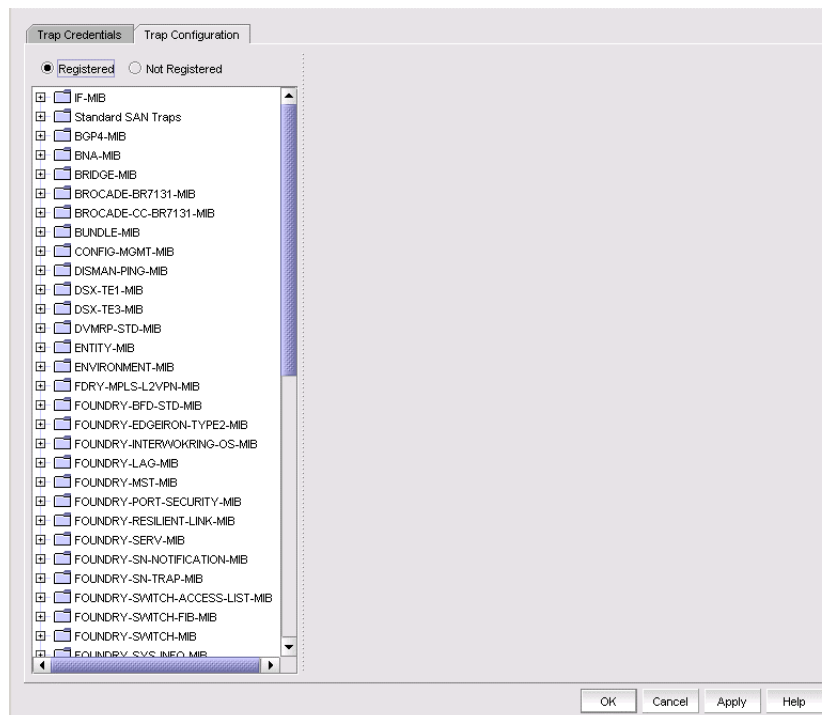 Trap Credentials
Trap Configuration
Registered
Not Registered
IF-MIB
Standard SAN Traps
BGP4-MIB
BNA-MIB
BRIDGE-MIB
BROCADE-BR7131-MIB
BROCADE-CC-BR7131-MIB
BUNDLE-MIB
CONFIG-MGMT-MIB
DISMAN-PING-MIB
DSX-TE1-MIB
DSX-TE3-MIB
DVMRP-STD-MIB
ENTITY-MIB
ENVIRONMENT-MIB
FDRY-MPLS-L2VPN-MIB
FOUNDRY-BFD-STD-MIB
FOUNDRY-EDGEIRON-TYPE2-MIB
FOUNDRY-INTERWOKRING-OS-MIB
FOUNDRY-LAG-MIB
FOUNDRY-MST-MIB
FOUNDRY-PORT-SECURITY-MIB
FOUNDRY-RESILIENT-LINK-MIB
FOUNDRY-SERV-MIB
FOUNDRY-SN-NOTIFICATION-MIB
FOUNDRY-SN-TRAP-MIB
FOUNDRY-SWITCH-ACCESS-LIST-MIB
FOUNDRY-SWITCH-FIB-MIB
FOUNDRY-SWITCH-MIB
FOUNDRY-SYS-INFO-MIB
OK
Cancel
Apply
Help